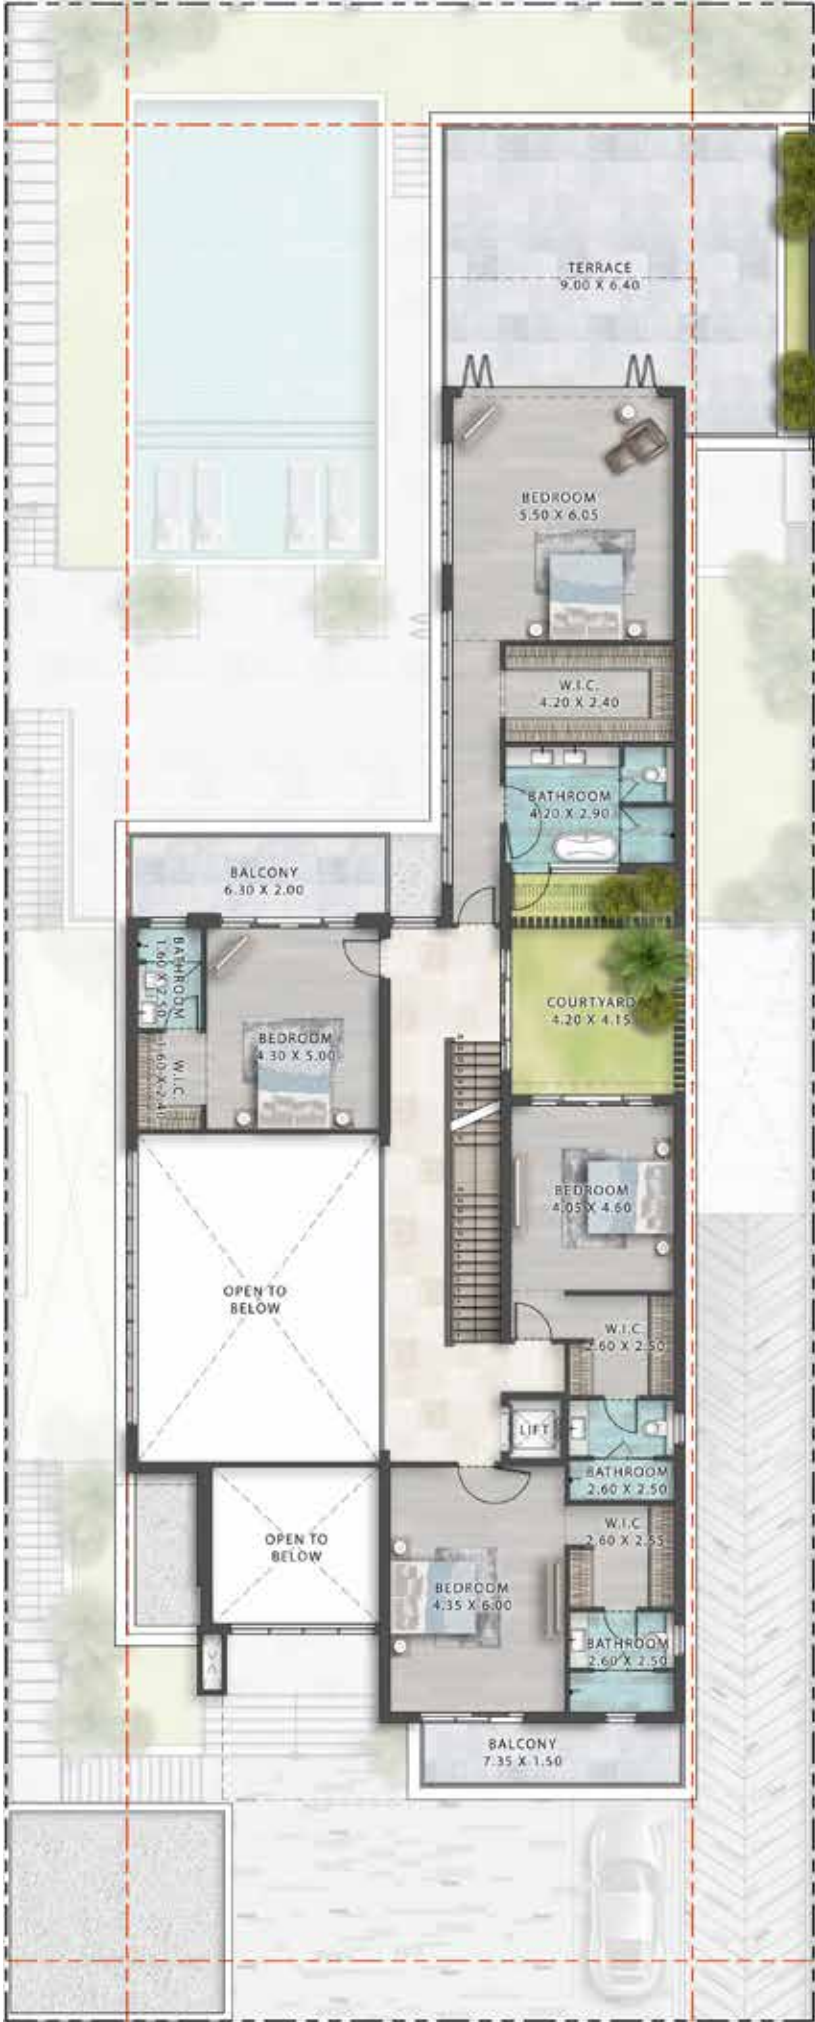 TERRACE
9.00 X 6.40
BEDROOM
5.50 X 6.05
W.I.C.
4.20 X 2.40
BATHROOM
4.20 X 2.90
BALCONY
6.30 X 2.00
BATHROOM
1.60 X 2.50
W.I.C.
1.60 X 2.40
BEDROOM
4.30 X 5.00
COURTYARD
4.20 X 4.15
BEDROOM
4.05 X 4.60
OPEN TO
BELOW
W.I.C.
2.60 X 2.50
LIFT
BATHROOM
2.60 X 2.50
W.I.C.
2.60 X 2.55
OPEN TO
BELOW
BEDROOM
4.35 X 6.00
BATHROOM
2.60 X 2.50
BALCONY
7.35 X 1.50